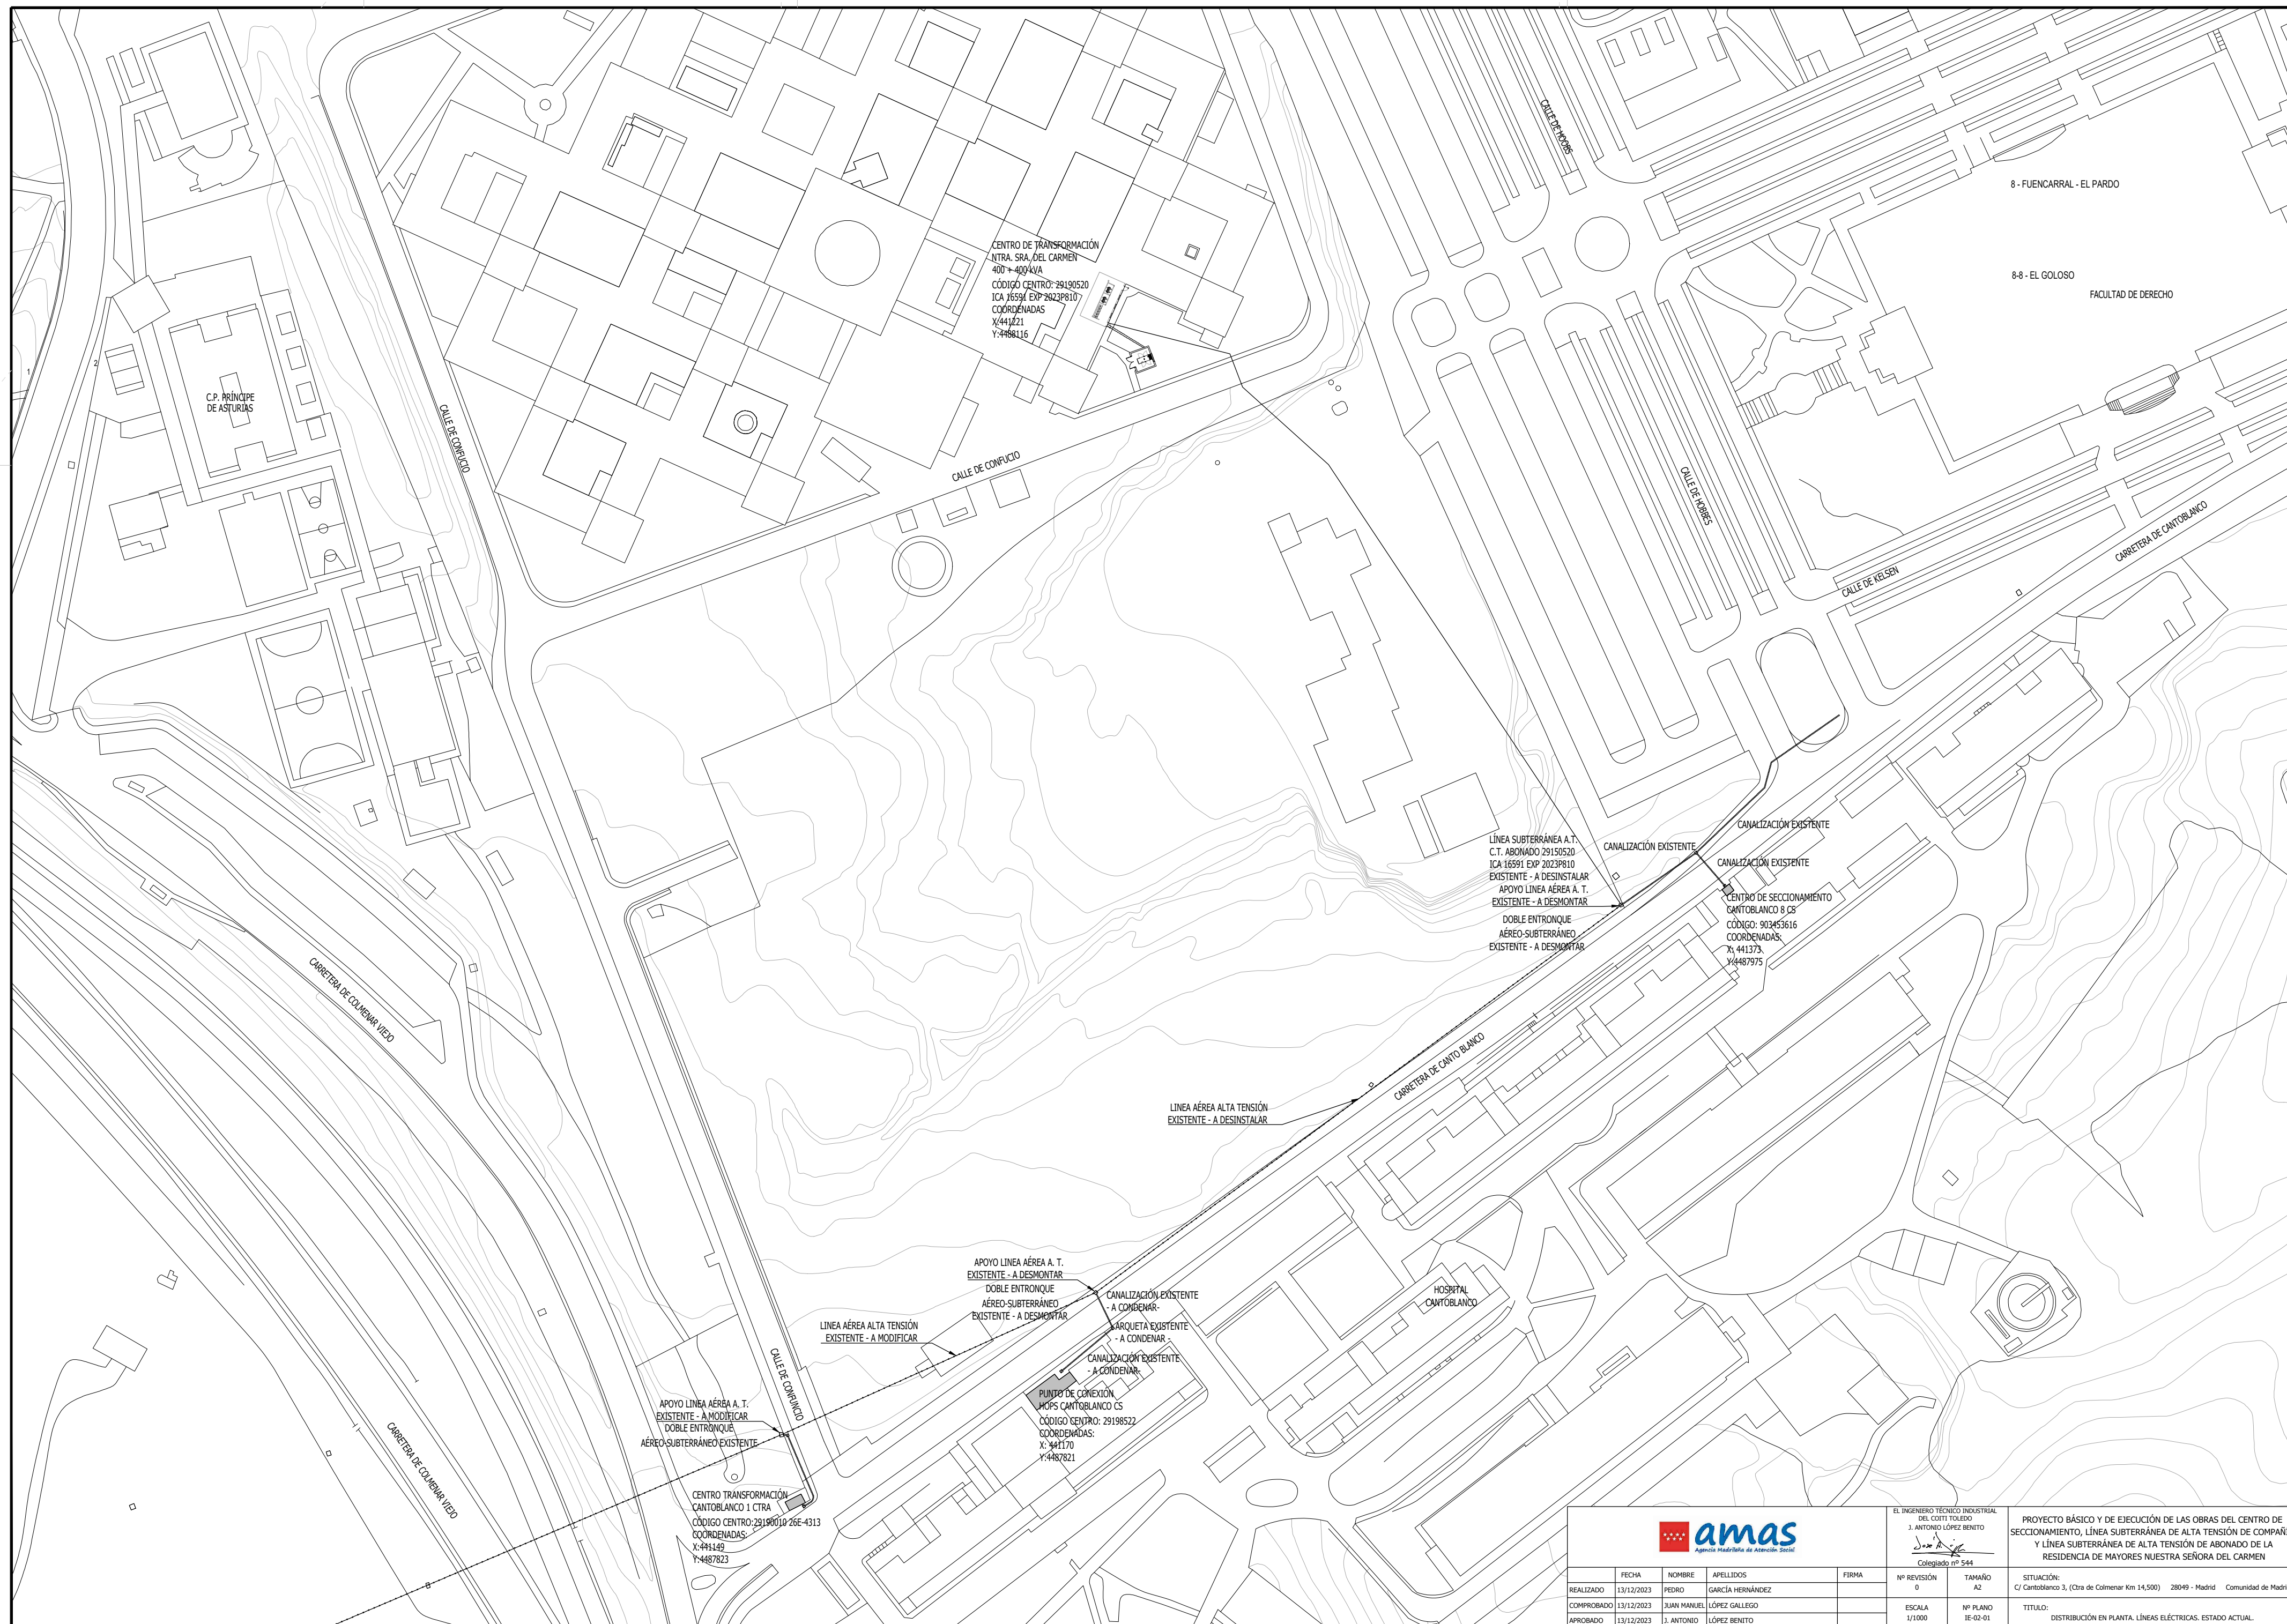 CALLE DE HOOBS
8 - FUENCARRAL - EL PARDO
8-8 - EL GOLOSO
FACULTAD DE DERECHO
CENTRO DE TRANSFORMACIÓN
NTRA. SRA. DEL CARMEN
400 + 400 kVA
CÓDIGO CENTRO: 29190520
ICA 16591 EXP 2023P810
COORDENADAS
X:441221
Y:4488116
1
2
C.P. PRÍNCIPE
DE ASTURIAS
CALLE DE CONFUCIO
CALLE DE CONFUCIO
CALLE DE HOBBES
CARRETERA DE CANTOBLANCO
CALLE DE KELSEN
LÍNEA SUBTERRÁNEA A.T.
C.T. ABONADO 29150520
ICA 16591 EXP 2023P810
EXISTENTE - A DESINSTALAR
APOYO LINEA AÉREA A. T.
EXISTENTE - A DESMONTAR
DOBLE ENTRONQUE
AÉREO-SUBTERRÁNEO
EXISTENTE - A DESMONTAR
CANALIZACIÓN EXISTENTE
CANALIZACIÓN EXISTENTE
CANALIZACIÓN EXISTENTE
CENTRO DE SECCIONAMIENTO
CANTOBLANCO 8 CS
CÓDIGO: 903453616
COORDENADAS:
X: 441373
Y:4487975
CARRETERA DE COLMENAR VIEJO
CARRETERA DE CANTO BLANCO
LINEA AÉREA ALTA TENSIÓN
EXISTENTE - A DESINSTALAR
APOYO LINEA AÉREA A. T.
EXISTENTE - A DESMONTAR
DOBLE ENTRONQUE
AÉREO-SUBTERRÁNEO
EXISTENTE - A DESMONTAR
CANALIZACIÓN EXISTENTE
- A CONDENAR-
ARQUETA EXISTENTE
- A CONDENAR -
CANALIZACIÓN EXISTENTE
- A CONDENAR-
LINEA AÉREA ALTA TENSIÓN
EXISTENTE - A MODIFICAR
HOSPITAL
CANTOBLANCO
PUNTO DE CONEXIÓN
HOPS CANTOBLANCO CS
CÓDIGO CENTRO: 29198522
COORDENADAS:
X: 441170
Y:4487821
CALLE DE CONFUNCIO
APOYO LINEA AÉREA A. T.
EXISTENTE - A MODIFICAR
DOBLE ENTRONQUE
AÉREO-SUBTERRÁNEO EXISTENTE
CARRETERA DE COLMENAR VIEJO
CENTRO TRANSFORMACIÓN
CANTOBLANCO 1 CTRA
CÓDIGO CENTRO:29190010 26E-4313
COORDENADAS:
X:441149
Y:4487823
amas
Agencia Madrileña de Atención Social
EL INGENIERO TÉCNICO INDUSTRIAL
DEL COITI TOLEDO
J. ANTONIO LÓPEZ BENITO
Colegiado nº 544
PROYECTO BÁSICO Y DE EJECUCIÓN DE LAS OBRAS DEL CENTRO DE
SECCIONAMIENTO, LÍNEA SUBTERRÁNEA DE ALTA TENSIÓN DE COMPAÑÍ
Y LÍNEA SUBTERRÁNEA DE ALTA TENSIÓN DE ABONADO DE LA
RESIDENCIA DE MAYORES NUESTRA SEÑORA DEL CARMEN
FECHA NOMBRE APELLIDOS FIRMA
REALIZADO 13/12/2023 PEDRO GARCÍA HERNÁNDEZ
COMPROBADO 13/12/2023 JUAN MANUEL LÓPEZ GALLEGO
APROBADO 13/12/2023 J. ANTONIO LÓPEZ BENITO
Nº REVISIÓN
0
TAMAÑO
A2
ESCALA
1/1000
Nº PLANO
IE-02-01
SITUACIÓN:
C/ Cantoblanco 3, (Ctra de Colmenar Km 14,500) 28049 - Madrid Comunidad de Madri
TITULO:
DISTRIBUCIÓN EN PLANTA. LÍNEAS ELÉCTRICAS. ESTADO ACTUAL.